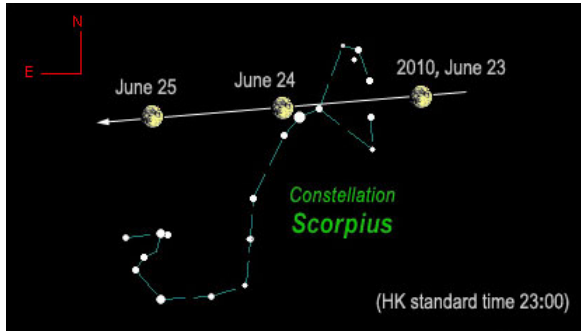 N
E
2010, June 23
June 24
June 25
Constellation
Scorpius
(HK standard time 23:00)